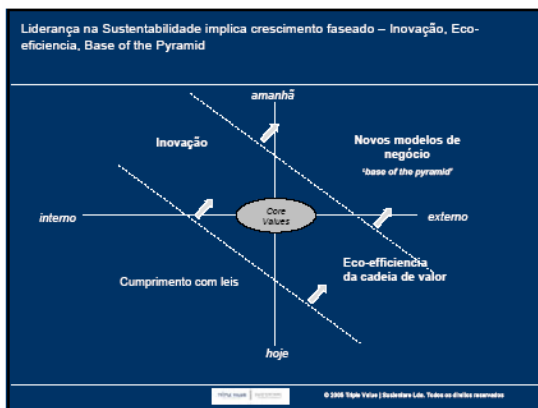 Liderança na Sustentabilidade implica crescimento faseado – Inovação, Eco-
eficiencia, Base of the Pyramid
amanhã
Inovação
Novos modelos de
negócio
'base of the pyramid'
interno
Core
Values
externo
Eco-efficiencia
da cadeia de valor
Cumprimento com leis
hoje
© 2005 Triple Value | Sustentare Lda. Todos os direitos reservados